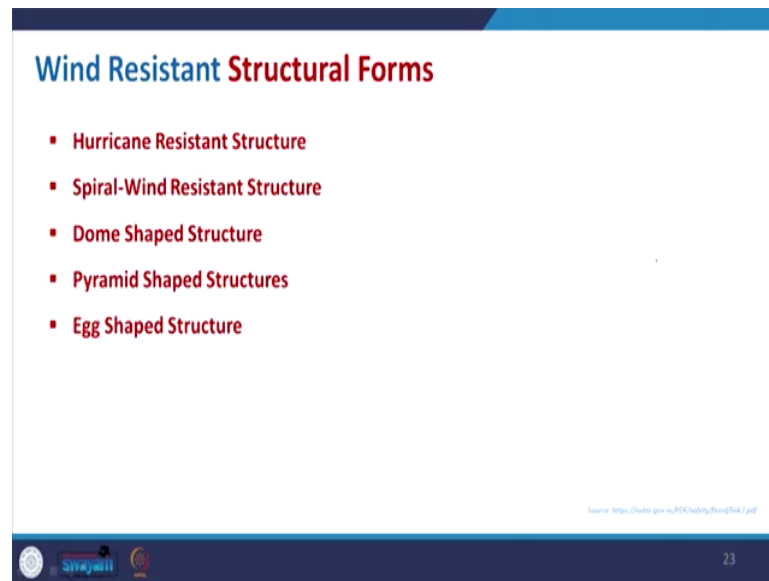 Wind Resistant Structural Forms
▪ Hurricane Resistant Structure
▪ Spiral-Wind Resistant Structure
▪ Dome Shaped Structure
▪ Pyramid Shaped Structures
▪ Egg Shaped Structure
Source
swayam
23